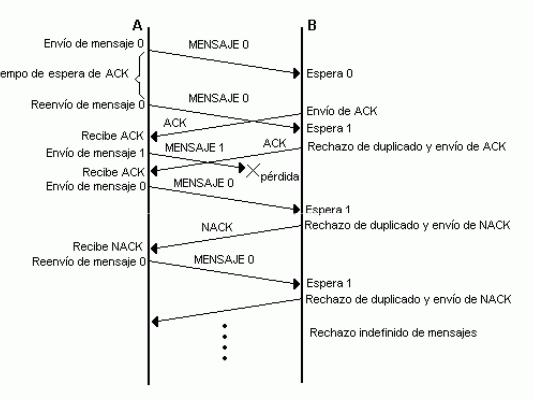 A
B
Envío de mensaje 0
MENSAJE 0
empo de espera de ACK
Espera 0
MENSAJE 0
Reenvío de mensaje 0
Envío de ACK
ACK
Espera 1
Recibe ACK
MENSAJE 1
ACK
Rechazo de duplicado y envío de ACK
Envío de mensaje 1
Recibe ACK
pérdida
Envío de mensaje 0
MENSAJE 0
Espera 1
Rechazo de duplicado y envío de NACK
NACK
Recibe NACK
Reenvío de mensaje 0
MENSAJE 0
Espera 1
Rechazo de duplicado y envío de NACK
Rechazo indefinido de mensajes